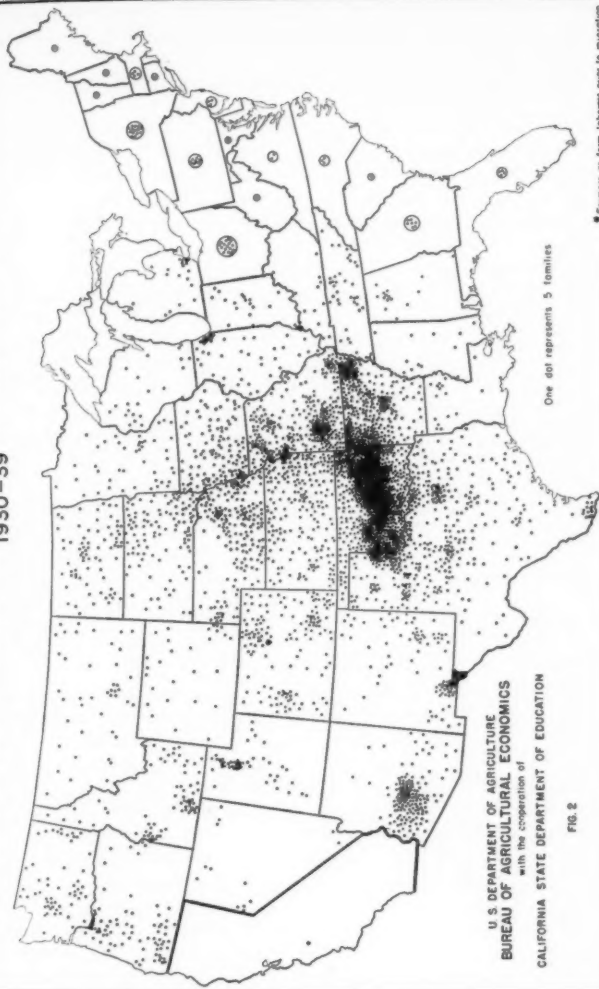 1930-39
One dot represents 5 families
U. S. DEPARTMENT OF AGRICULTURE
BUREAU OF AGRICULTURAL ECONOMICS
with the cooperation of
CALIFORNIA STATE DEPARTMENT OF EDUCATION
FIG. 2